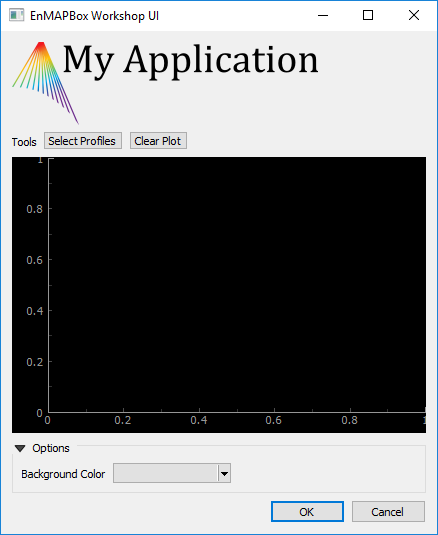 EnMAPBox Workshop UI
My Application
Tools Select Profiles Clear Plot
1
0.8
0.6
0.4
0.2
0
0 0.2 0.4 0.6 0.8 1
Options
Background Color
OK Cancel